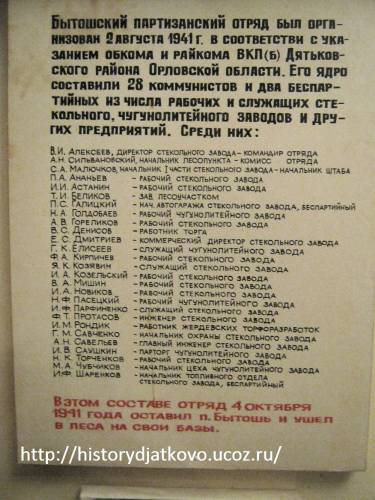 Бытошский партизанский отряд был орга-
низован 2 августа 1941 г. в соответстви с ука-
занием обкома и райкома ВКП(б) Дятьков-
ского района Орловской области. Его ядро
составили 28 коммунистов и два беспар-
тийных из числа рабочих и служащих сте-
кольного, чугунолитейного заводов и дру-
гих предприятий. Среди них:
В.И. Алексеев, директор стекольного завода – командир отряда
А.Н. Сильвановский, начальник лесопункта – комисс отряда
С.А. Малючков, начальник I части стекольного завода – начальник штаба
П.А. Ананьев – рабочий стекольного завода
И.И. Астанин – рабочий стекольного завода
Т.И. Беликов – зав. лесоучастком
П.С. Галицкий – нач. автогаража стекольного завода, беспартийный
Н.А. Голдобаев – рабочий чугунолитейного завода
А.В. Гореликов – рабочий стекольного завода
В.С. Денисов – работник торга
Е.С. Дмитриев – коммерческий директор стекольного завода
Г.К. Елисеев – служащий чугунолитейного завода
Ф.А. Кирпичев – рабочий стекольного завода
Я.К. Козявин – служащий стекольного завода
И.А. Козельский – рабочий стекольного завода
В.А. Мишин – рабочий стекольного завода
И.А. Новиков – рабочий стекольного завода
Н.Ф. Пасецкий – рабочий чугунолитейного завода
И.Ф. Парфиненко – служащий стекольного завода
Ф.Т. Протасов – инженер стекольного завода
И.М. Рондик – работник жердевских торфоразработок
Г.М. Савченко – начальник охраны стекольного завода
А.Н. Савельев – главный инженер стекольного завода
И.В. Саушкин – парторг чугунолитейного завода
Н.К. Торченков – рабочий стекольного завода
М.А. Чубчиков – начальник цеха чугунолитейного завода
И.Ф. Шаренков – начальник топливного отдела
стекольного завода, беспартийный
В этом составе отряд 4 октября
1941 года оставил п. Бытошь и ушел
в леса на свои базы.
http://historydjatkovo.ucoz.ru/